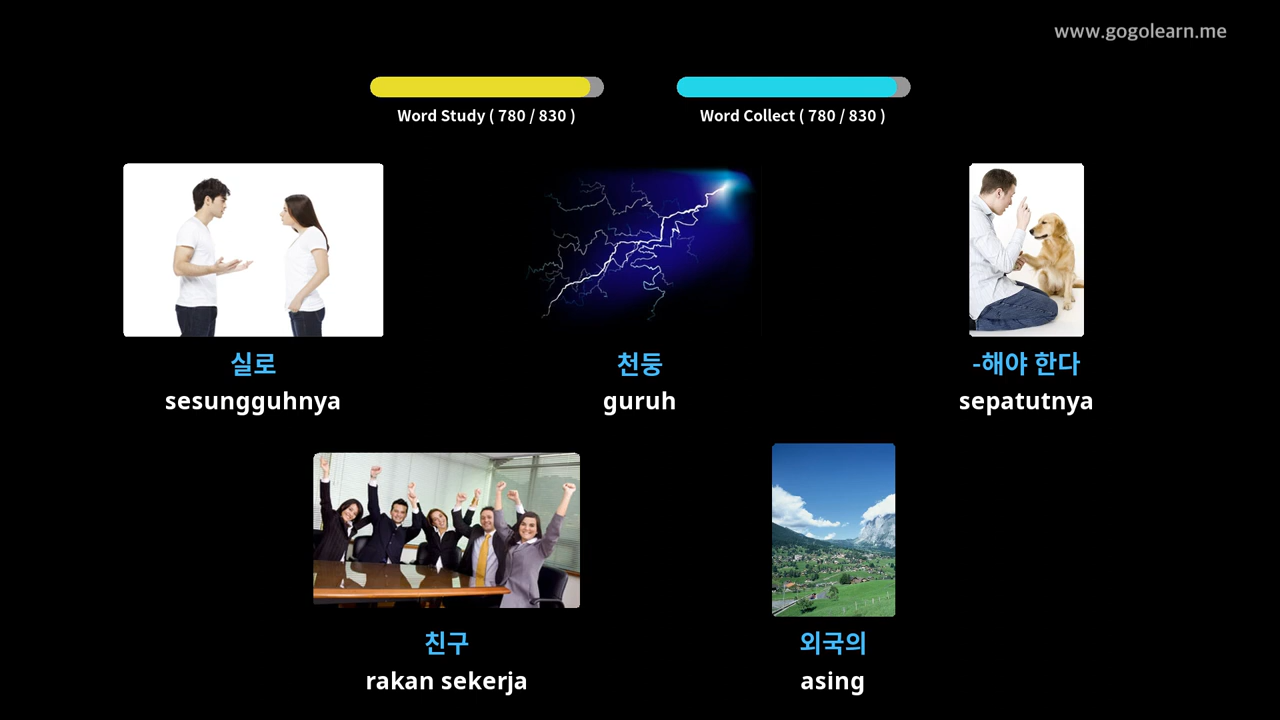 www.gogolearn.me
Word Study ( 780 / 830 )
Word Collect ( 780 / 830 )
실로
sesungguhnya
천둥
guruh
-해야 한다
sepatutnya
친구
rakan sekerja
외국의
asing